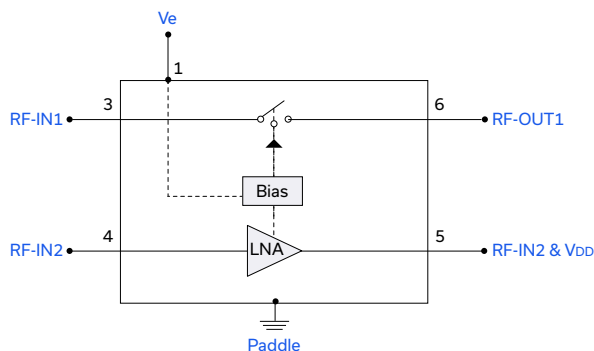 Ve
1
3
6
RF-IN1
RF-OUT1
Bias
4
LNA
5
RF-IN2
RF-IN2 & VDD
Paddle